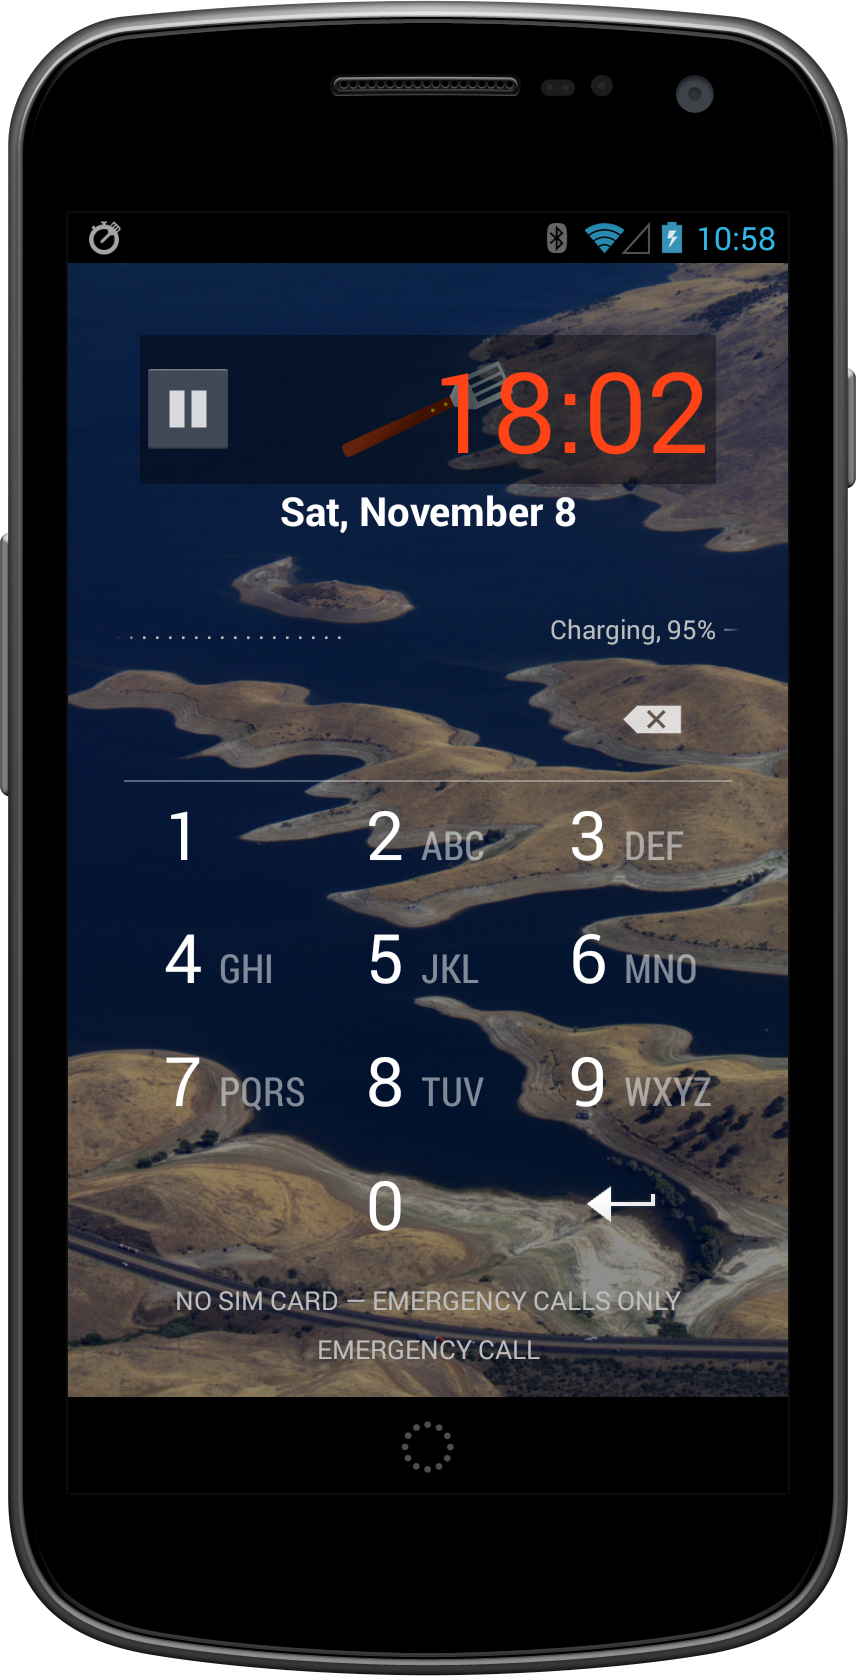 10:58
18:02
Sat, November 8
Charging, 95%
1 2 ABC 3 DEF
4 GHI 5 JKL 6 MNO
7 PQRS 8 TUV 9 WXYZ
0
NO SIM CARD — EMERGENCY CALLS ONLY
EMERGENCY CALL